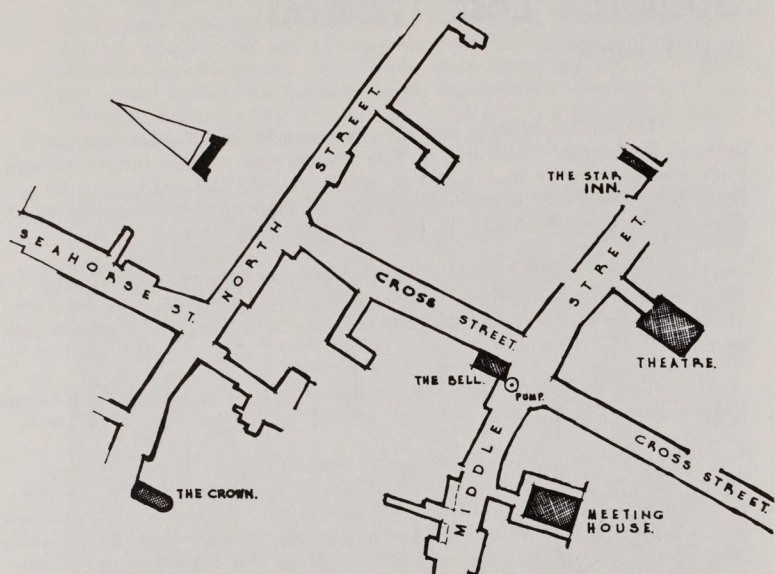 STREET.
NORTH
SEAHORSE ST.
THE STAR
INN.
STREET.
CROSS STREET.
THEATRE.
THE BELL.
PUMP.
MIDDLE
CROSS STREET.
THE CROWN.
MEETING
HOUSE.